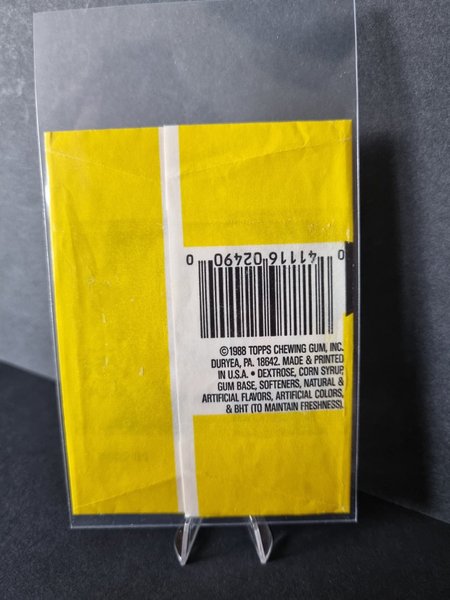 0 41116 02490 0
©1988 TOPPS CHEWING GUM, INC.
DURYEA, PA. 18642. MADE & PRINTED
IN U.S.A. • DEXTROSE, CORN SYRUP,
GUM BASE, SOFTENERS, NATURAL &
ARTIFICIAL FLAVORS, ARTIFICIAL COLORS,
& BHT (TO MAINTAIN FRESHNESS).